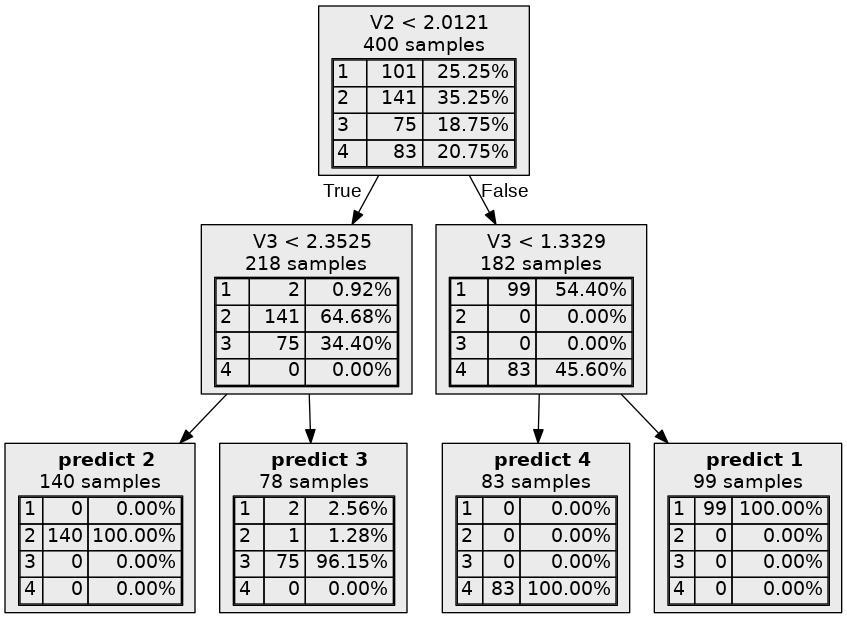 V2 < 2.0121
400 samples
1 101 25.25%
2 141 35.25%
3 75 18.75%
4 83 20.75%
True False
V3 < 2.3525
218 samples
1 2 0.92%
2 141 64.68%
3 75 34.40%
4 0 0.00%
V3 < 1.3329
182 samples
1 99 54.40%
2 0 0.00%
3 0 0.00%
4 83 45.60%
predict 2
140 samples
1 0 0.00%
2 140 100.00%
3 0 0.00%
4 0 0.00%
predict 3
78 samples
1 2 2.56%
2 1 1.28%
3 75 96.15%
4 0 0.00%
predict 4
83 samples
1 0 0.00%
2 0 0.00%
3 0 0.00%
4 83 100.00%
predict 1
99 samples
1 99 100.00%
2 0 0.00%
3 0 0.00%
4 0 0.00%